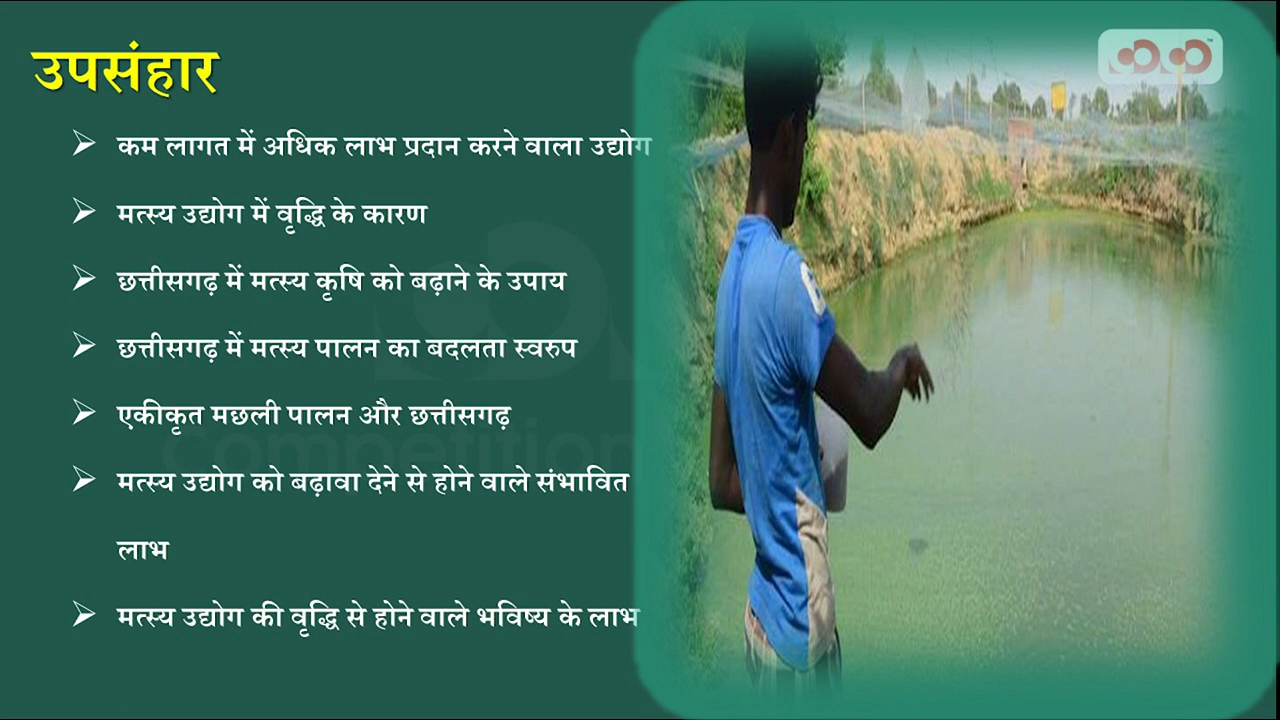 उपसंहार
➢ कम लागत में अधिक लाभ प्रदान करने वाला उद्योग
➢ मत्स्य उद्योग में वृद्धि के कारण
➢ छत्तीसगढ़ में मत्स्य कृषि को बढ़ाने के उपाय
➢ छत्तीसगढ़ में मत्स्य पालन का बदलता स्वरुप
➢ एकीकृत मछली पालन और छत्तीसगढ़
competition
➢ मत्स्य उद्योग को बढ़ावा देने से होने वाले संभावित
लाभ
➢ मत्स्य उद्योग की वृद्धि से होने वाले भविष्य के लाभ